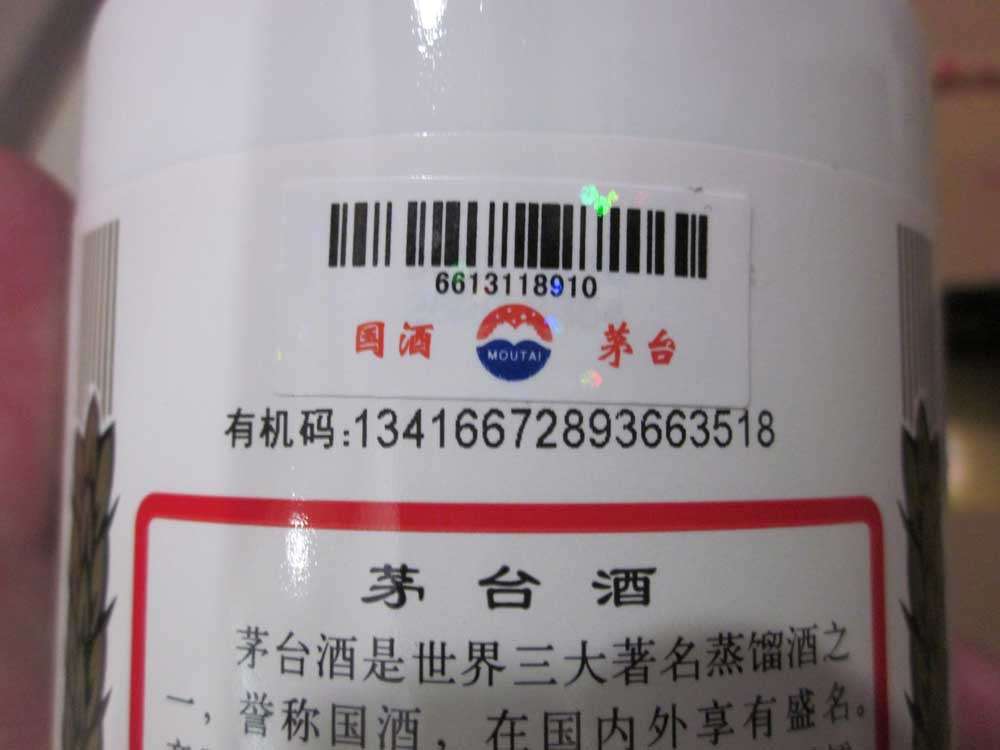 6613118910
国酒 MOUTAI 茅台
有机码:13416672893663518
茅台酒
茅台酒是世界三大著名蒸馏酒之
一，誉称国酒，在国内外享有盛名。